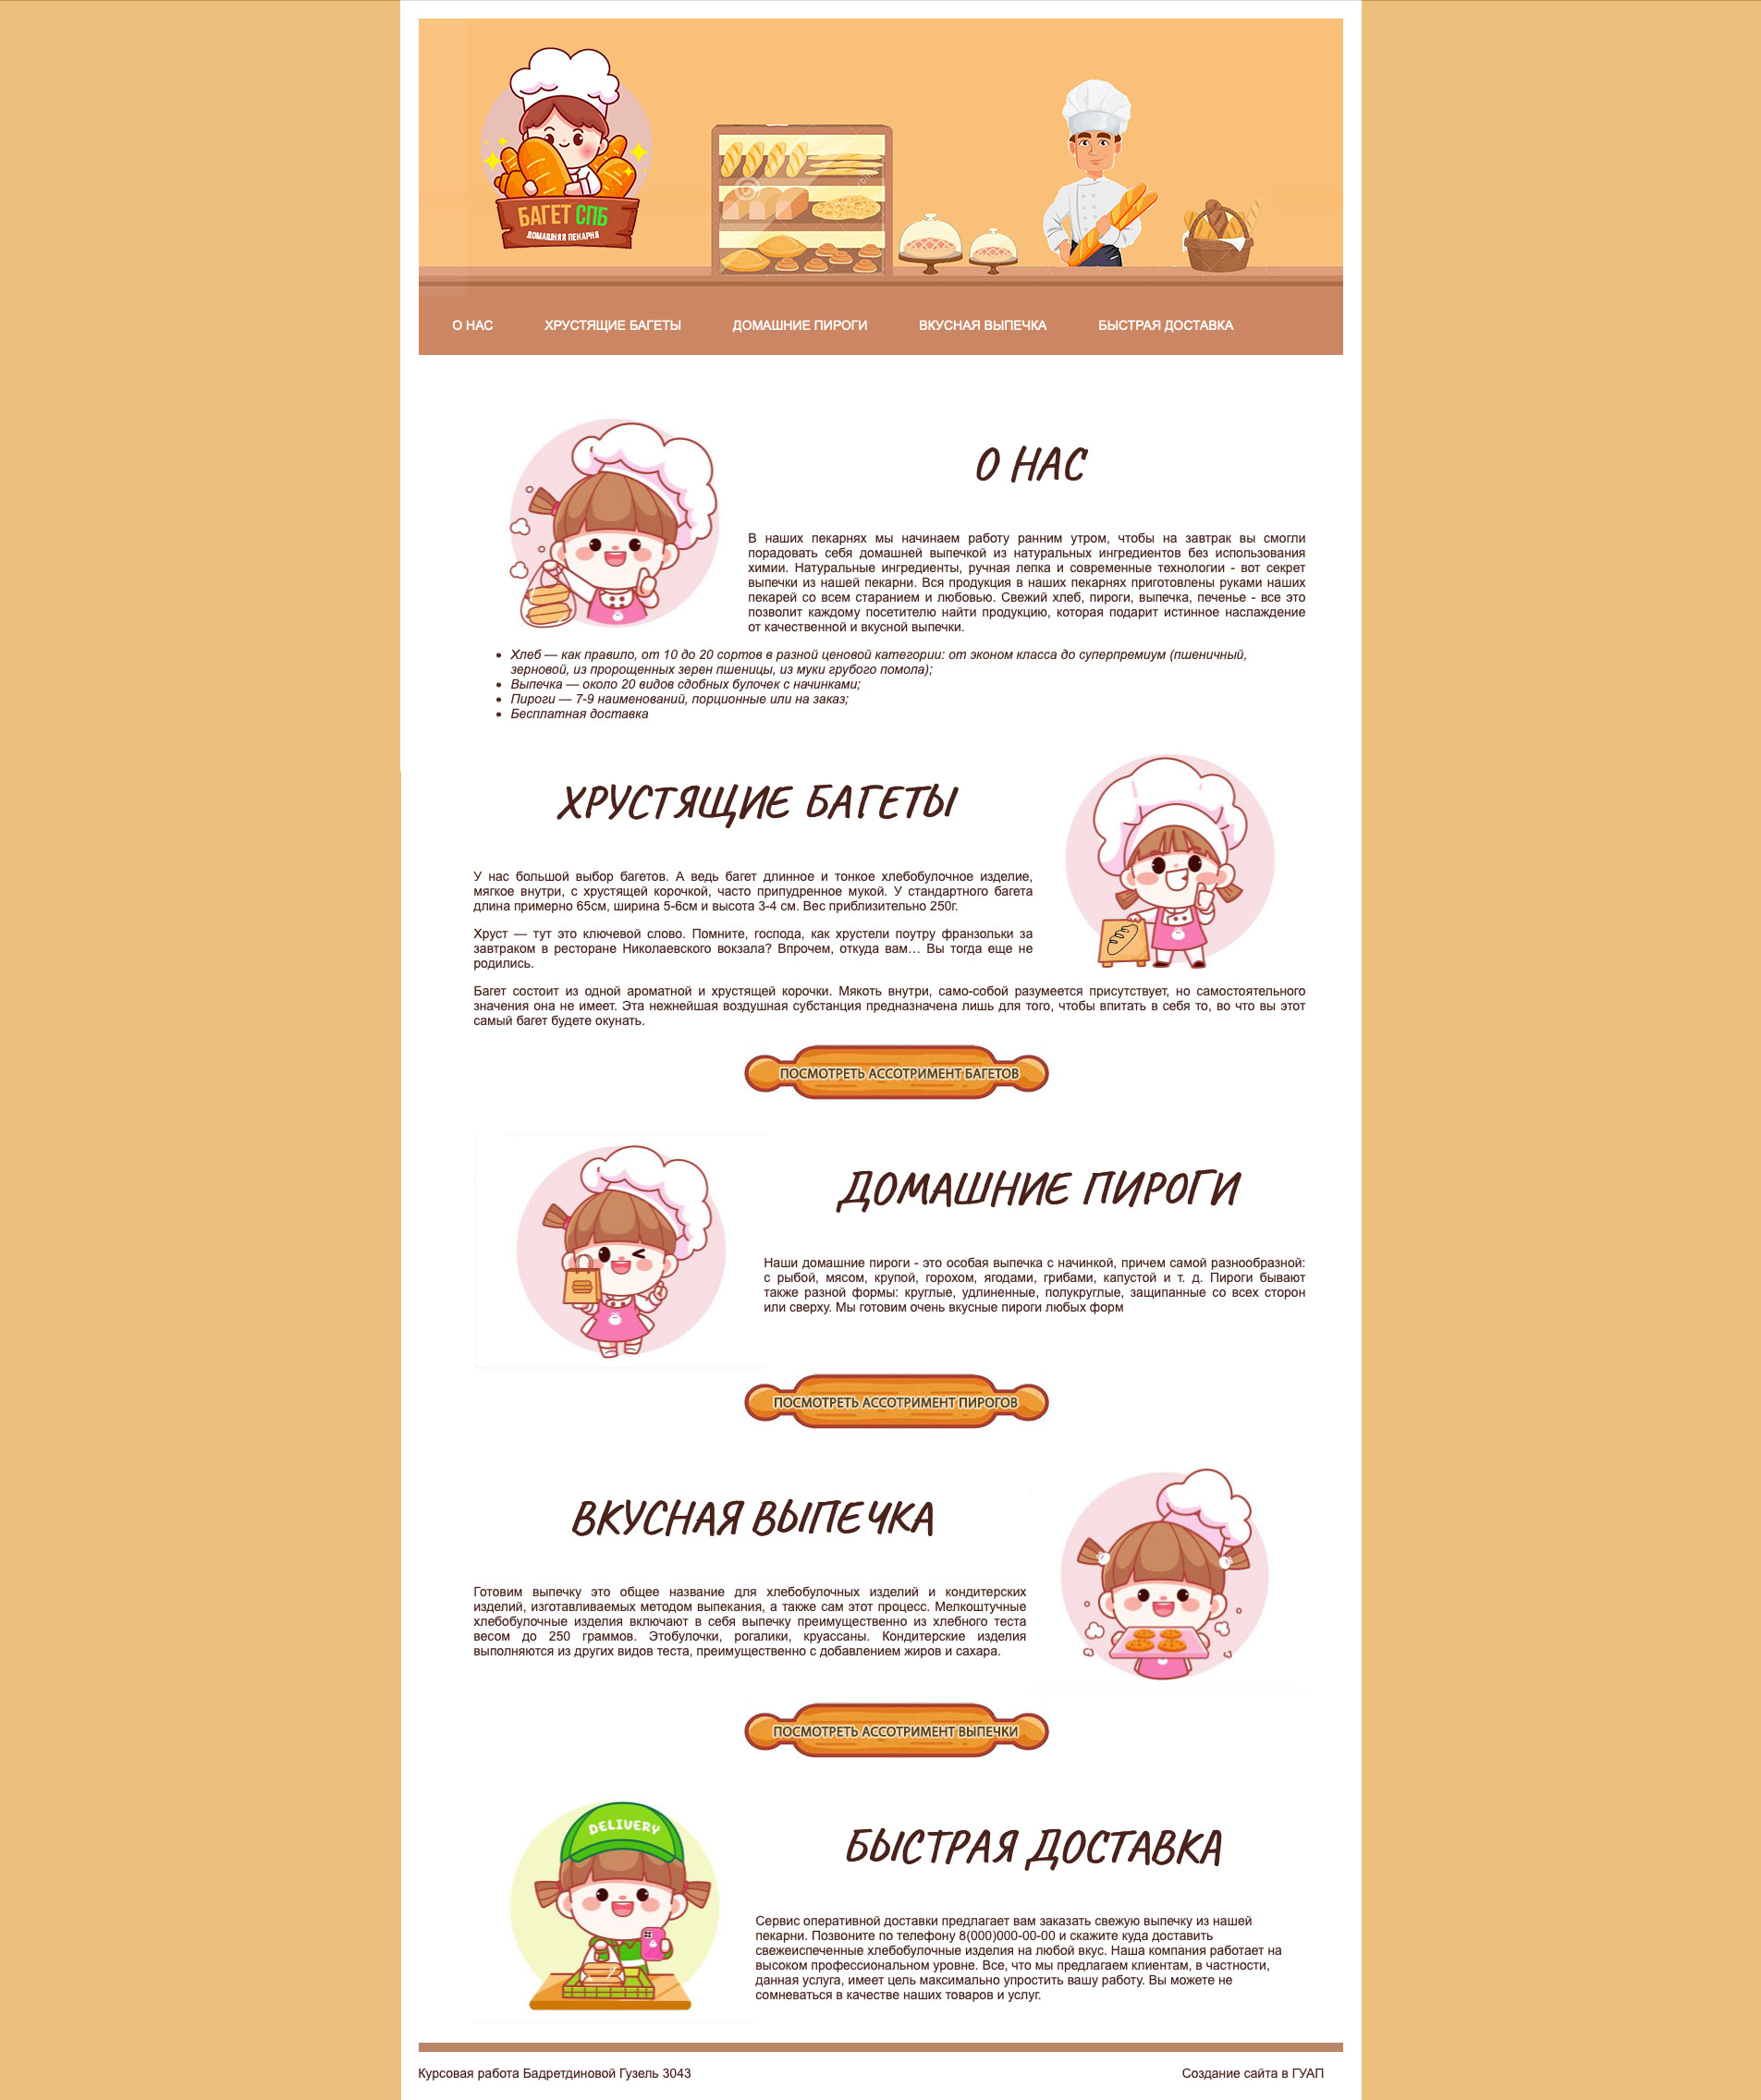 БАГЕТ СПБ
ДОМАШНЯЯ ПЕКАРНЯ
О НАС
ХРУСТЯЩИЕ БАГЕТЫ
ДОМАШНИЕ ПИРОГИ
ВКУСНАЯ ВЫПЕЧКА
БЫСТРАЯ ДОСТАВКА
О НАС
В наших пекарнях мы начинаем работу ранним утром, чтобы на завтрак вы смогли
порадовать себя домашней выпечкой из натуральных ингредиентов без использования
химии. Натуральные ингредиенты, ручная лепка и современные технологии - вот секрет
выпечки из нашей пекарни. Вся продукция в наших пекарнях приготовлены руками наших
пекарей со всем старанием и любовью. Свежий хлеб, пироги, выпечка, печенье - все это
позволит каждому посетителю найти продукцию, которая подарит истинное наслаждение
от качественной и вкусной выпечки.
• Хлеб — как правило, от 10 до 20 сортов в разной ценовой категории: от эконом класса до суперпремиум (пшеничный,
зерновой, из пророщенных зерен пшеницы, из муки грубого помола);
• Выпечка — около 20 видов сдобных булочек с начинками;
• Пироги — 7-9 наименований, порционные или на заказ;
• Бесплатная доставка
ХРУСТЯЩИЕ БАГЕТЫ
У нас большой выбор багетов. А ведь багет длинное и тонкое хлебобулочное изделие,
мягкое внутри, с хрустящей корочкой, часто припудренное мукой. У стандартного багета
длина примерно 65см, ширина 5-6см и высота 3-4 см. Вес приблизительно 250г.
Хруст — тут это ключевой слово. Помните, господа, как хрустели поутру франзольки за
завтраком в ресторане Николаевского вокзала? Впрочем, откуда вам… Вы тогда еще не
родились.
Багет состоит из одной ароматной и хрустящей корочки. Мякоть внутри, само-собой разумеется присутствует, но самостоятельного
значения она не имеет. Эта нежнейшая воздушная субстанция предназначена лишь для того, чтобы впитать в себя то, во что вы этот
самый багет будете окунать.
ПОСМОТРЕТЬ АССОТРИМЕНТ БАГЕТОВ
ДОМАШНИЕ ПИРОГИ
Наши домашние пироги - это особая выпечка с начинкой, причем самой разнообразной:
с рыбой, мясом, крупой, горохом, ягодами, грибами, капустой и т. д. Пироги бывают
также разной формы: круглые, удлиненные, полукруглые, защипанные со всех сторон
или сверху. Мы готовим очень вкусные пироги любых форм
ПОСМОТРЕТЬ АССОТРИМЕНТ ПИРОГОВ
ВКУСНАЯ ВЫПЕЧКА
Готовим выпечку это общее название для хлебобулочных изделий и кондитерских
изделий, изготавливаемых методом выпекания, а также сам этот процесс. Мелкоштучные
хлебобулочные изделия включают в себя выпечку преимущественно из хлебного теста
весом до 250 граммов. Этобулочки, рогалики, круассаны. Кондитерские изделия
выполняются из других видов теста, преимущественно с добавлением жиров и сахара.
ПОСМОТРЕТЬ АССОТРИМЕНТ ВЫПЕЧКИ
DELIVERY
БЫСТРАЯ ДОСТАВКА
Сервис оперативной доставки предлагает вам заказать свежую выпечку из нашей
пекарни. Позвоните по телефону 8(000)000-00-00 и скажите куда доставить
свежеиспеченные хлебобулочные изделия на любой вкус. Наша компания работает на
высоком профессиональном уровне. Все, что мы предлагаем клиентам, в частности,
данная услуга, имеет цель максимально упростить вашу работу. Вы можете не
сомневаться в качестве наших товаров и услуг.
Курсовая работа Бадретдиновой Гузель 3043
Создание сайта в ГУАП